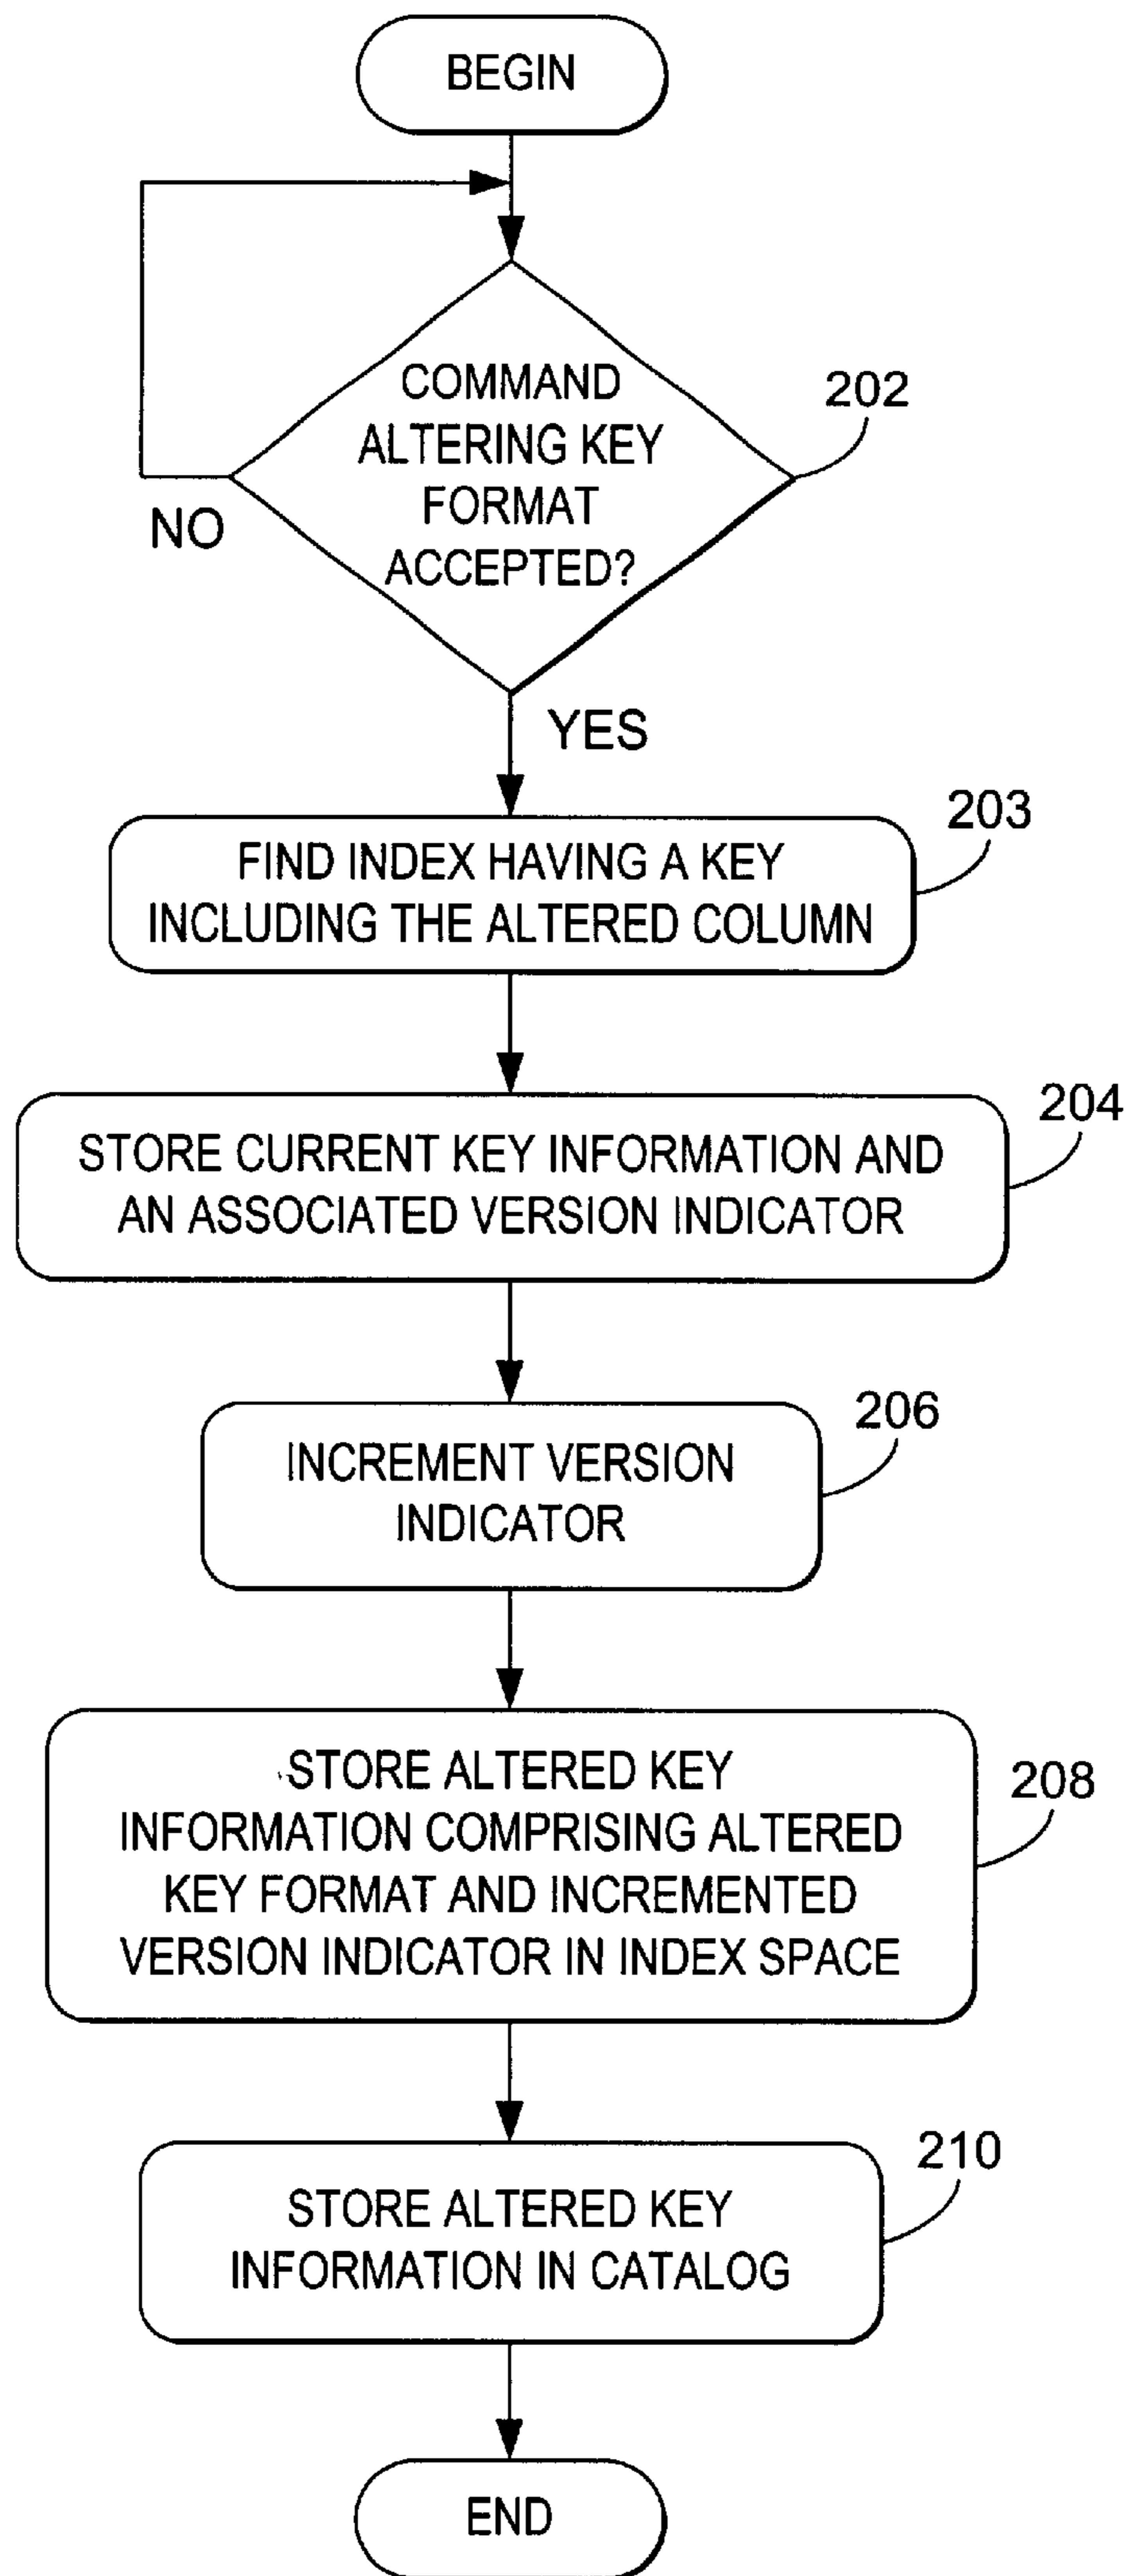 BEGIN
COMMAND
ALTERING KEY
FORMAT
ACCEPTED?
202
NO
YES
203
FIND INDEX HAVING A KEY
INCLUDING THE ALTERED COLUMN
204
STORE CURRENT KEY INFORMATION AND
AN ASSOCIATED VERSION INDICATOR
206
INCREMENT VERSION
INDICATOR
208
STORE ALTERED KEY
INFORMATION COMPRISING ALTERED
KEY FORMAT AND INCREMENTED
VERSION INDICATOR IN INDEX SPACE
210
STORE ALTERED KEY
INFORMATION IN CATALOG
END